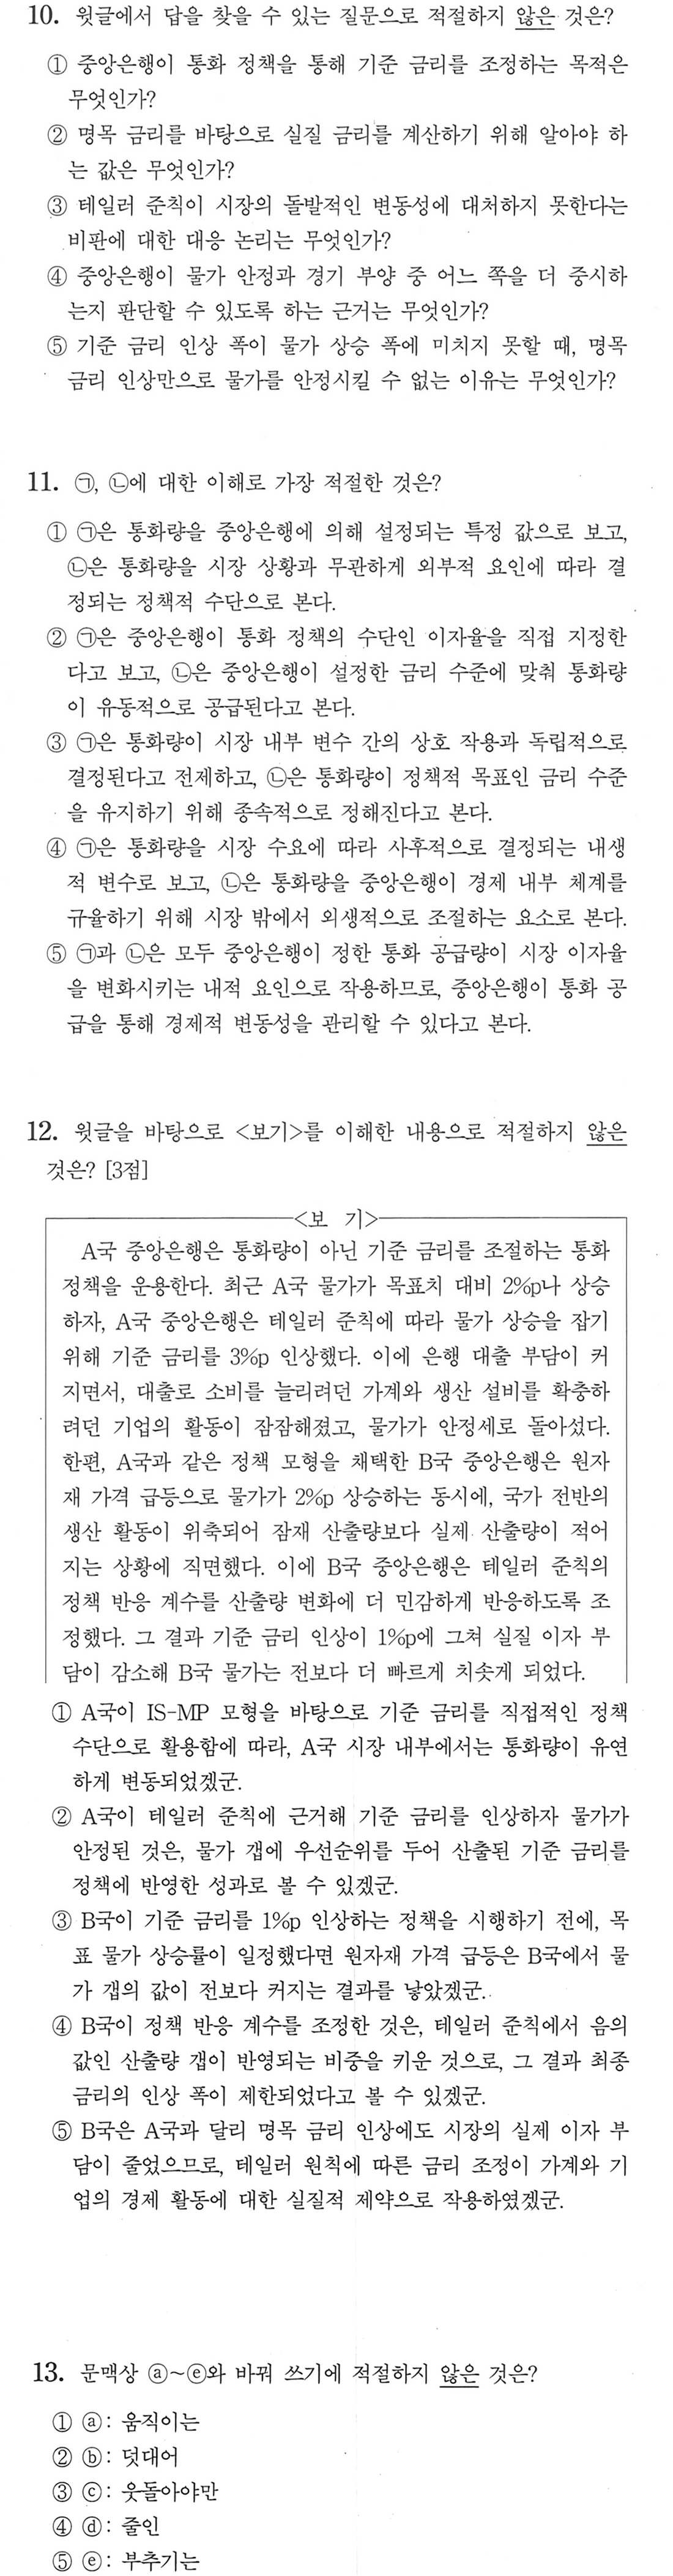 10. 윗글에서 답을 찾을 수 있는 질문으로 적절하지 않은 것은?
① 중앙은행이 통화 정책을 통해 기준 금리를 조정하는 목적은
무엇인가?
② 명목 금리를 바탕으로 실질 금리를 계산하기 위해 알아야 하
는 값은 무엇인가?
③ 테일러 준칙이 시장의 돌발적인 변동성에 대처하지 못한다는
비판에 대한 대응 논리는 무엇인가?
④ 중앙은행이 물가 안정과 경기 부양 중 어느 쪽을 더 중시하
는지 판단할 수 있도록 하는 근거는 무엇인가?
⑤ 기준 금리 인상 폭이 물가 상승 폭에 미치지 못할 때, 명목
금리 인상만으로 물가를 안정시킬 수 없는 이유는 무엇인가?
11. ㉠, ㉡에 대한 이해로 가장 적절한 것은?
① ㉠은 통화량을 중앙은행에 의해 설정되는 특정 값으로 보고,
㉡은 통화량을 시장 상황과 무관하게 외부적 요인에 따라 결
정되는 정책적 수단으로 본다.
② ㉠은 중앙은행이 통화 정책의 수단인 이자율을 직접 지정한
다고 보고, ㉡은 중앙은행이 설정한 금리 수준에 맞춰 통화량
이 유동적으로 공급된다고 본다.
③ ㉠은 통화량이 시장 내부 변수 간의 상호 작용과 독립적으로
결정된다고 전제하고, ㉡은 통화량이 정책적 목표인 금리 수준
을 유지하기 위해 종속적으로 정해진다고 본다.
④ ㉠은 통화량을 시장 수요에 따라 사후적으로 결정되는 내생
적 변수로 보고, ㉡은 통화량을 중앙은행이 경제 내부 체계를
규율하기 위해 시장 밖에서 외생적으로 조절하는 요소로 본다.
⑤ ㉠과 ㉡은 모두 중앙은행이 정한 통화 공급량이 시장 이자율
을 변화시키는 내적 요인으로 작용하므로, 중앙은행이 통화 공
급을 통해 경제적 변동성을 관리할 수 있다고 본다.
12. 윗글을 바탕으로 <보기>를 이해한 내용으로 적절하지 않은
것은? [3점]
<보 기>
A국 중앙은행은 통화량이 아닌 기준 금리를 조절하는 통화
정책을 운용한다. 최근 A국 물가가 목표치 대비 2%p나 상승
하자, A국 중앙은행은 테일러 준칙에 따라 물가 상승을 잡기
위해 기준 금리를 3%p 인상했다. 이에 은행 대출 부담이 커
지면서, 대출로 소비를 늘리려던 가계와 생산 설비를 확충하
려던 기업의 활동이 잠잠해졌고, 물가가 안정세로 돌아섰다.
한편, A국과 같은 정책 모형을 채택한 B국 중앙은행은 원자
재 가격 급등으로 물가가 2%p 상승하는 동시에, 국가 전반의
생산 활동이 위축되어 잠재 산출량보다 실제 산출량이 적어
지는 상황에 직면했다. 이에 B국 중앙은행은 테일러 준칙의
정책 반응 계수를 산출량 변화에 더 민감하게 반응하도록 조
정했다. 그 결과 기준 금리 인상이 1%p에 그쳐 실질 이자 부
담이 감소해 B국 물가는 전보다 더 빠르게 치솟게 되었다.
① A국이 IS-MP 모형을 바탕으로 기준 금리를 직접적인 정책
수단으로 활용함에 따라, A국 시장 내부에서는 통화량이 유연
하게 변동되었겠군.
② A국이 테일러 준칙에 근거해 기준 금리를 인상하자 물가가
안정된 것은, 물가 갭에 우선순위를 두어 산출된 기준 금리를
정책에 반영한 성과로 볼 수 있겠군.
③ B국이 기준 금리를 1%p 인상하는 정책을 시행하기 전에, 목
표 물가 상승률이 일정했다면 원자재 가격 급등은 B국에서 물
가 갭의 값이 전보다 커지는 결과를 낳았겠군.
④ B국이 정책 반응 계수를 조정한 것은, 테일러 준칙에서 음의
값인 산출량 갭이 반영되는 비중을 키운 것으로, 그 결과 최종
금리의 인상 폭이 제한되었다고 볼 수 있겠군.
⑤ B국은 A국과 달리 명목 금리 인상에도 시장의 실제 이자 부
담이 줄었으므로, 테일러 원칙에 따른 금리 조정이 가계와 기
업의 경제 활동에 대한 실질적 제약으로 작용하였겠군.
13. 문맥상 ⓐ~ⓔ와 바꿔 쓰기에 적절하지 않은 것은?
① ⓐ: 움직이는
② ⓑ: 덧대어
③ ⓒ: 웃돌아야만
④ ⓓ: 줄인
⑤ ⓔ: 부추기는